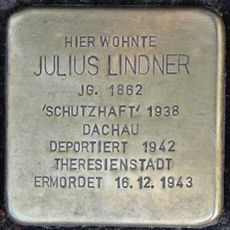 HIER WOHNTE
JULIUS LINDNER
JG. 1862
'SCHUTZHAFT' 1938
DACHAU
DEPORTIERT 1942
THERESIENSTADT
ERMORDET 16.12.1943